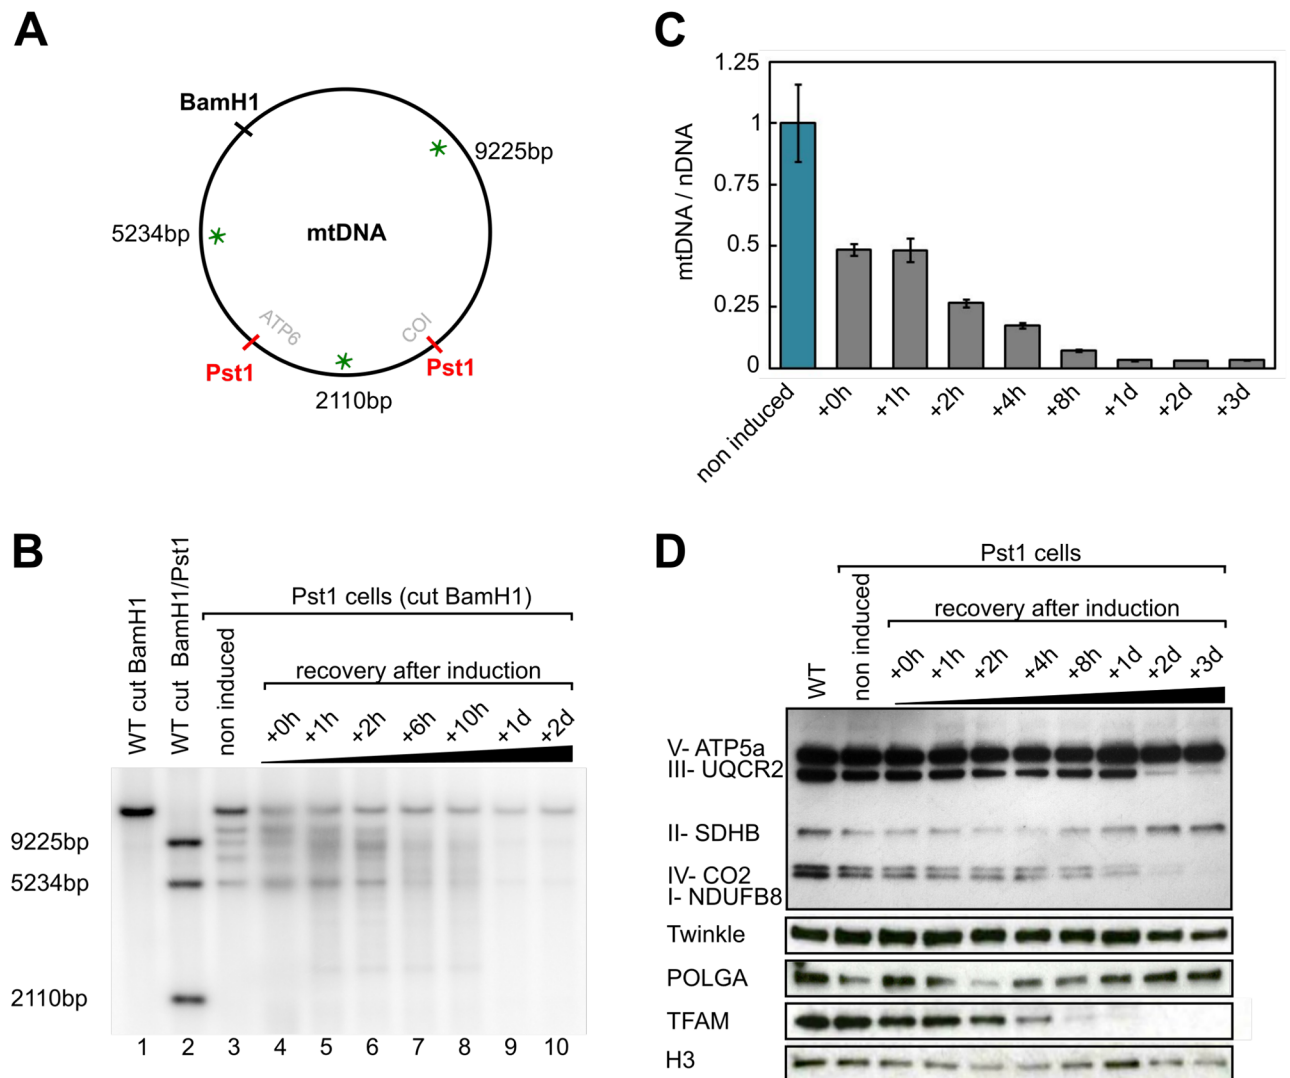 A
BamH1
9225bp
5234bp
mtDNA
ATP6
COI
Pst1
Pst1
2110bp
C
1.25
1
0.75
0.5
0.25
0
mtDNA / nDNA
non induced
+0h
+1h
+2h
+4h
+8h
+1d
+2d
+3d
B
WT cut BamH1
WT cut BamH1/Pst1
Pst1 cells (cut BamH1)
non induced
recovery after induction
+0h
+1h
+2h
+6h
+10h
+1d
+2d
9225bp
5234bp
2110bp
1 2 3 4 5 6 7 8 9 10
D
Pst1 cells
WT
non induced
recovery after induction
+0h
+1h
+2h
+4h
+8h
+1d
+2d
+3d
V- ATP5a
III- UQCR2
II- SDHB
IV- CO2
I- NDUFB8
Twinkle
POLGA
TFAM
H3